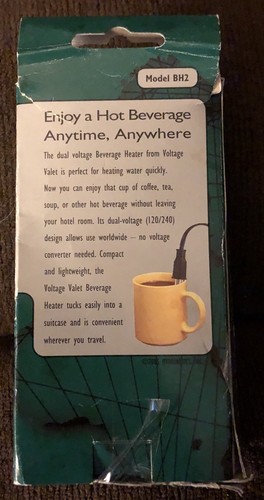 Model BH2
Enjoy a Hot Beverage
Anytime, Anywhere
The dual voltage Beverage Heater from Voltage
Valet is perfect for heating water quickly.
Now you can enjoy that cup of coffee, tea,
soup, or other hot beverage without leaving
your hotel room. Its dual-voltage (120/240)
design allows use worldwide – no voltage
converter needed. Compact
and lightweight, the
Voltage Valet Beverage
Heater tucks easily into a
suitcase and is convenient
wherever you travel.